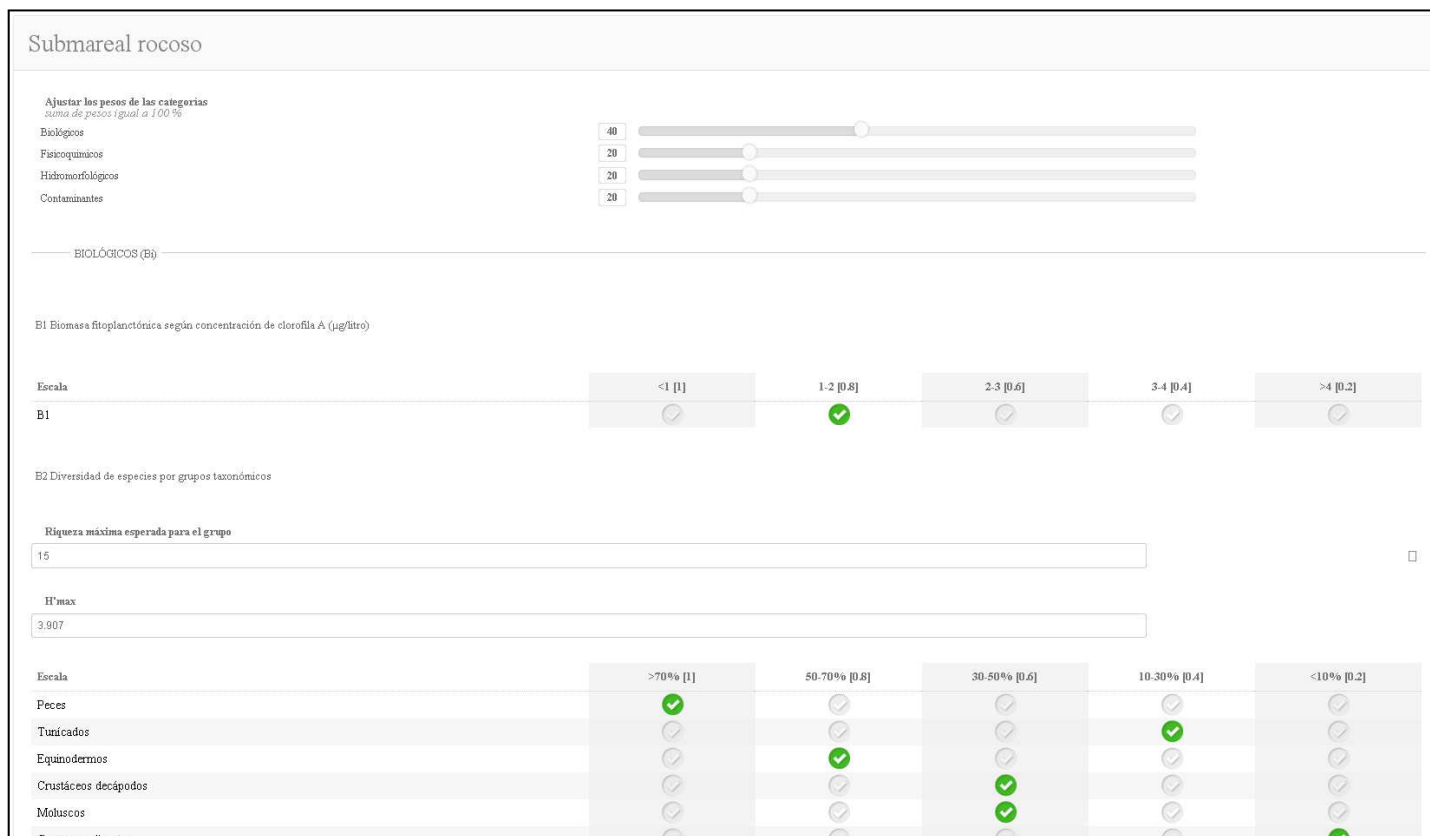 Submareal rocoso
Ajustar los pesos de las categorías
suma de pesos igual a 100 %
Biológicos 40
Fisicoquímicos 20
Hidromorfológicos 20
Contaminantes 20
BIOLÓGICOS (Bi)
B1 Biomasa fitoplanctónica según concentración de clorofila A (µg/litro)
Escala <1 [1] 1-2 [0.8] 2-3 [0.6] 3-4 [0.4] >4 [0.2]
B1
B2 Diversidad de especies por grupos taxonómicos
Riqueza máxima esperada para el grupo
15
H'max
3.907
Escala >70% [1] 50-70% [0.8] 30-50% [0.6] 10-30% [0.4] <10% [0.2]
Peces
Tunicados
Equinodermos
Crustáceos decápodos
Moluscos